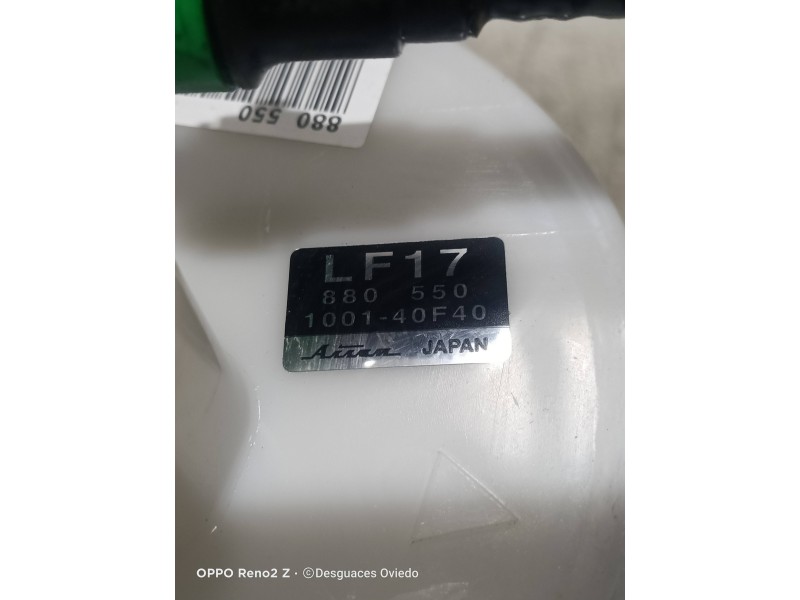 880 550
LF17
880 550
1001-40F40
Aisan JAPAN
OPPO Reno2 Z · ©Desguaces Oviedo